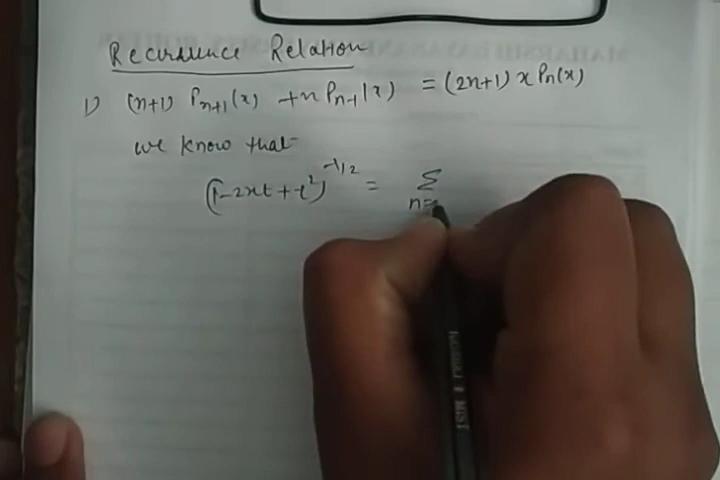 Recurrence Relation
1) (n+1) Pn+1(x) + n Pn-1(x) = (2n+1) x Pn(x)
we know that
(1-2xt+t²)^-1/2 = Σ n=